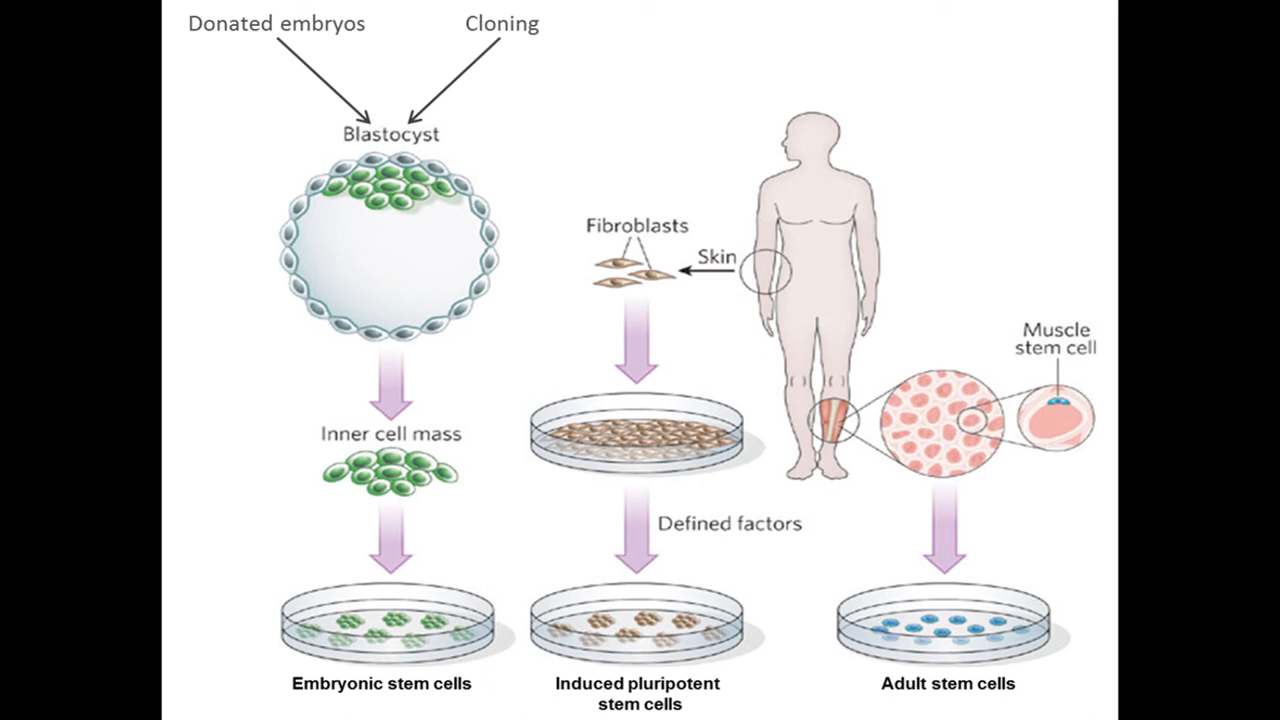 Donated embryos
Cloning
Blastocyst
Fibroblasts
Skin
Muscle
stem cell
Inner cell mass
Defined factors
Embryonic stem cells
Induced pluripotent
stem cells
Adult stem cells